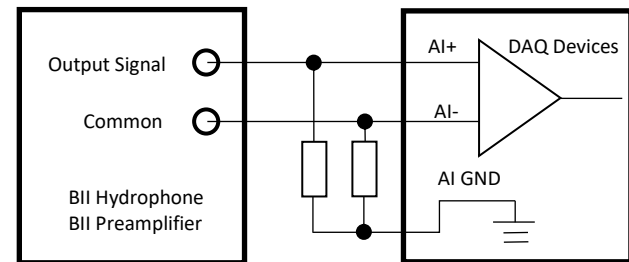 Output Signal
Common
BII Hydrophone
BII Preamplifier
AI+
DAQ Devices
AI-
AI GND